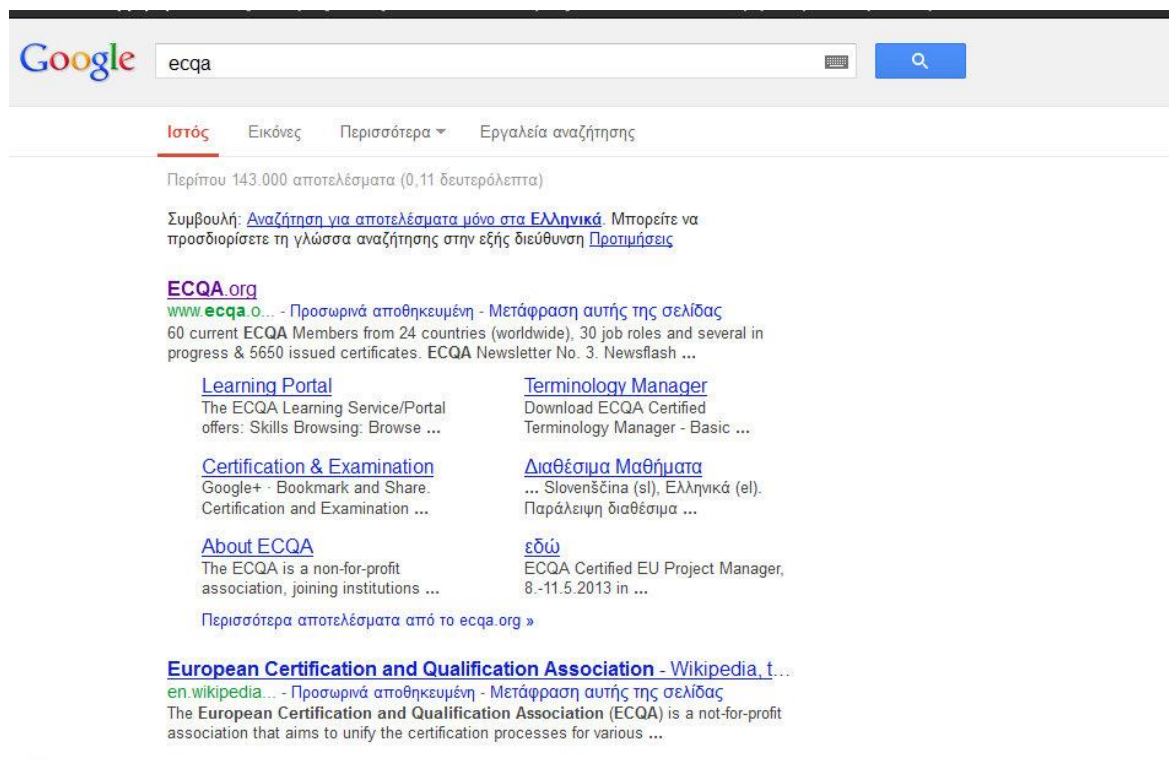 Google ecqa
Ιστός Εικόνες Περισσότερα Εργαλεία αναζήτησης
Περίπου 143.000 αποτελέσματα (0,11 δευτερόλεπτα)
Συμβουλή: Αναζήτηση για αποτελέσματα μόνο στα Ελληνικά. Μπορείτε να
προσδιορίσετε τη γλώσσα αναζήτησης στην εξής διεύθυνση Προτιμήσεις
ECQA.org
www.ecqa.o... - Προσωρινά αποθηκευμένη - Μετάφραση αυτής της σελίδας
60 current ECQA Members from 24 countries (worldwide), 30 job roles and several in
progress & 5650 issued certificates. ECQA Newsletter No. 3. Newsflash ...
Learning Portal
The ECQA Learning Service/Portal
offers: Skills Browsing: Browse ...
Terminology Manager
Download ECQA Certified
Terminology Manager - Basic ...
Certification & Examination
Google+ · Bookmark and Share.
Certification and Examination ...
Διαθέσιμα Μαθήματα
... Slovenščina (sl), Ελληνικά (el).
Παράλειψη διαθέσιμα ...
About ECQA
The ECQA is a non-for-profit
association, joining institutions ...
εδώ
ECQA Certified EU Project Manager,
8.-11.5.2013 in ...
Περισσότερα αποτελέσματα από το ecqa.org »
European Certification and Qualification Association - Wikipedia, t...
en.wikipedia... - Προσωρινά αποθηκευμένη - Μετάφραση αυτής της σελίδας
The European Certification and Qualification Association (ECQA) is a not-for-profit
association that aims to unify the certification processes for various ...